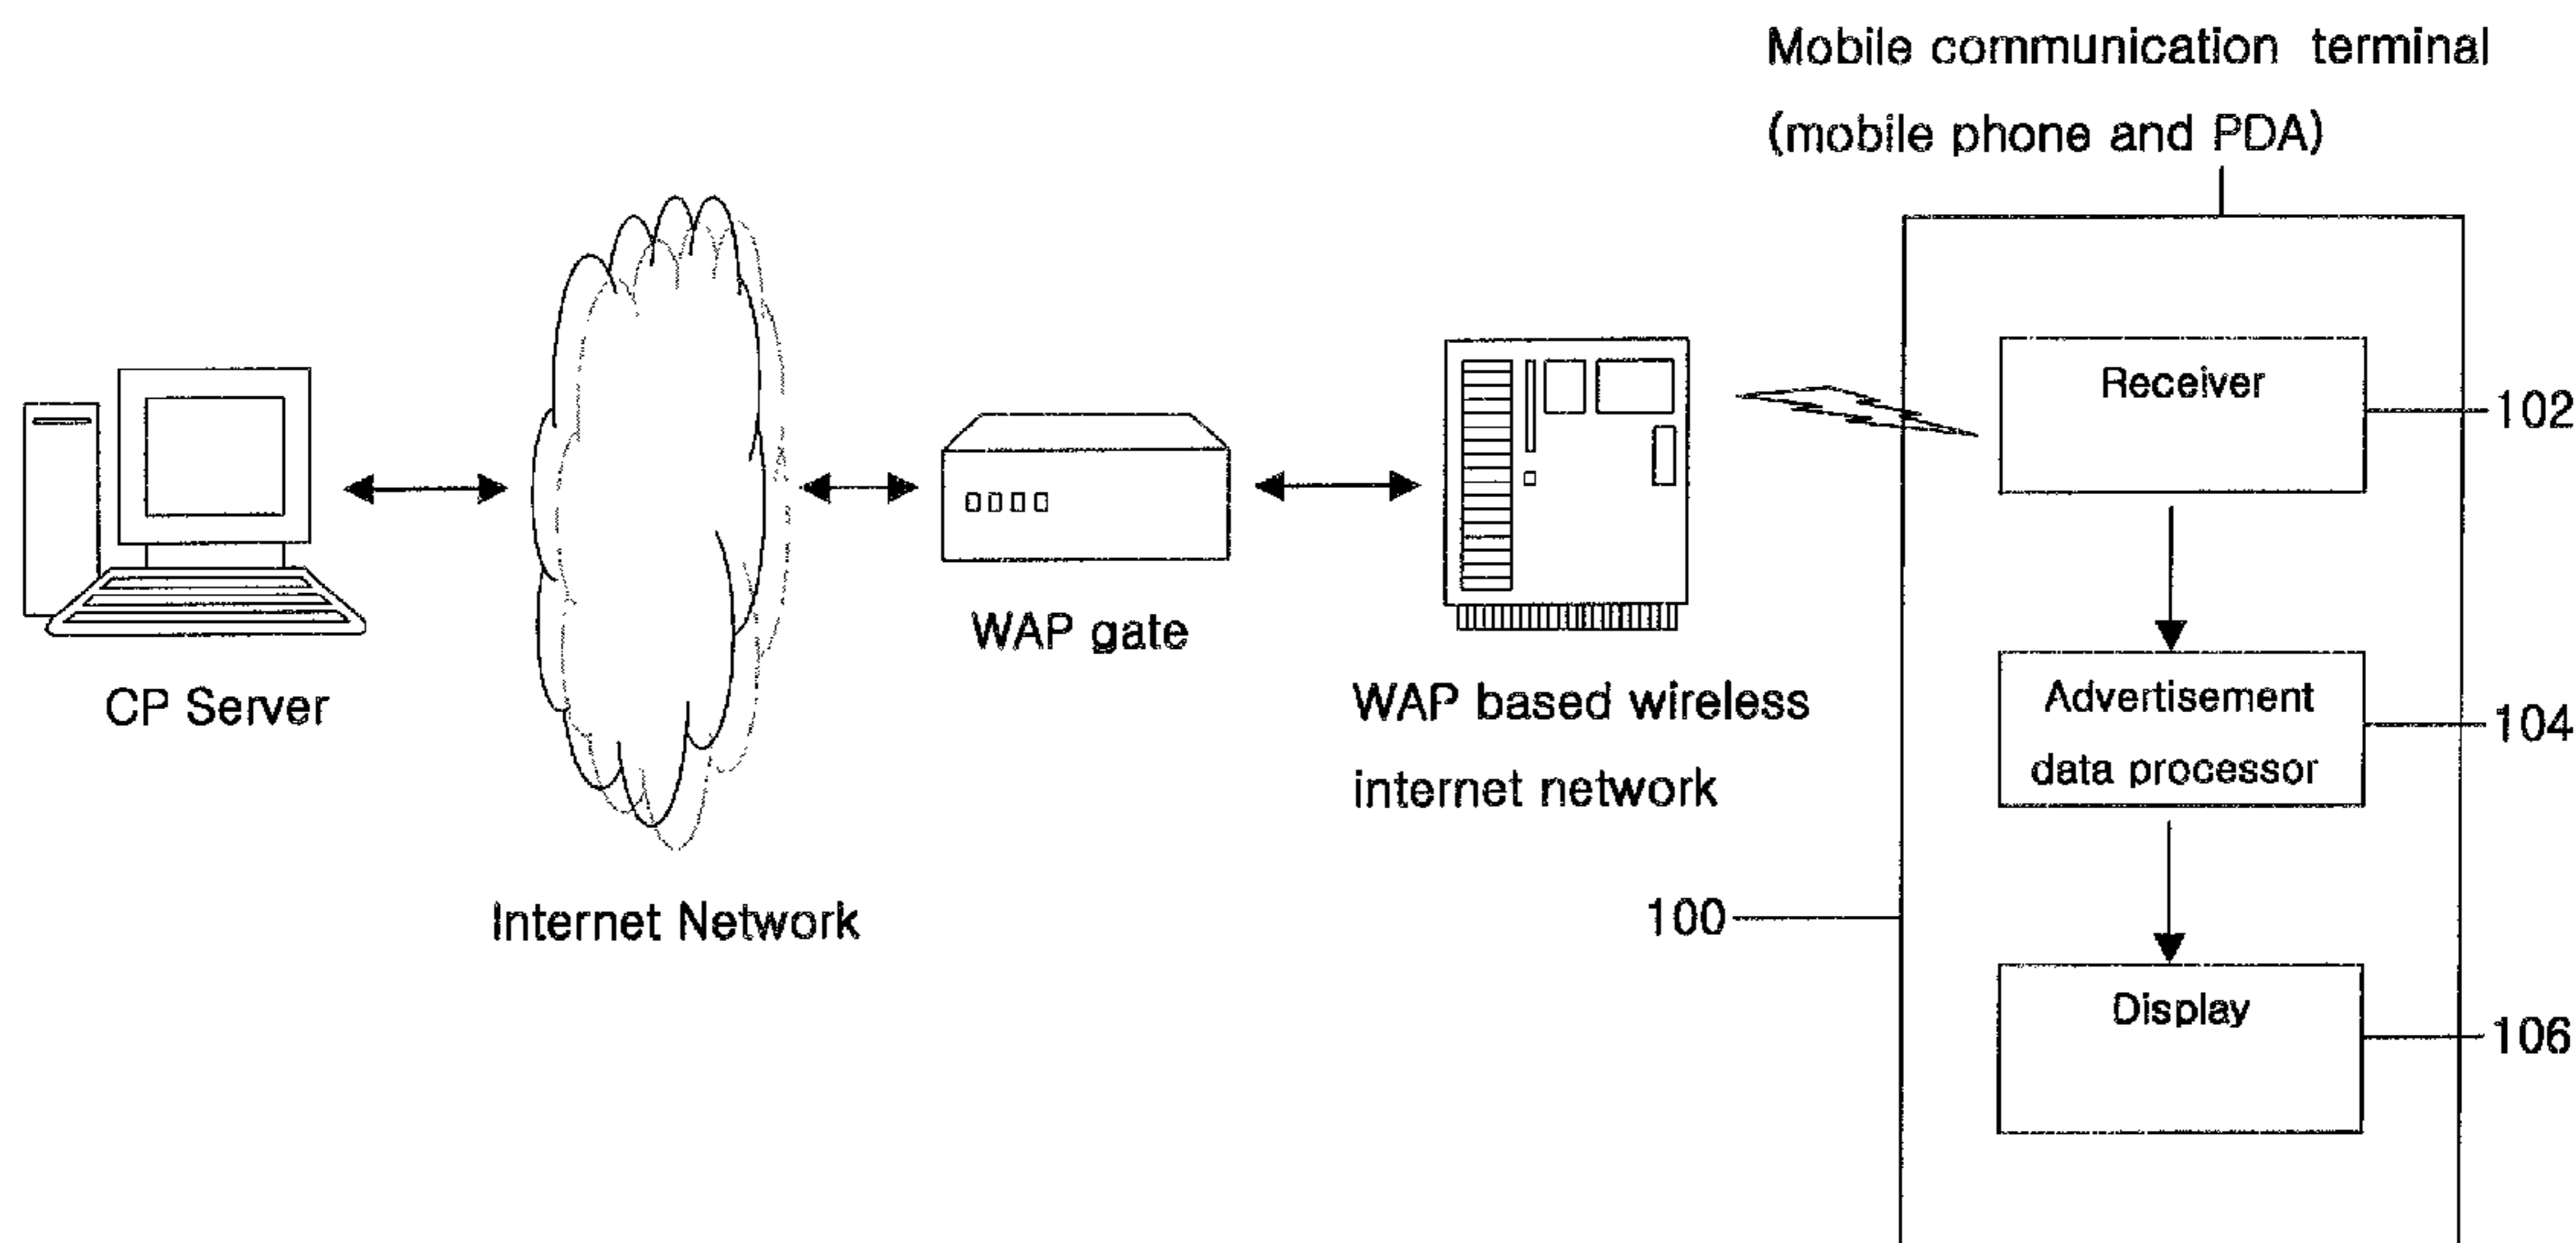 Mobile communication terminal
(mobile phone and PDA)
Receiver
102
CP Server
Internet Network
WAP gate
WAP based wireless
internet network
Advertisement
data processor
104
100
Display
106